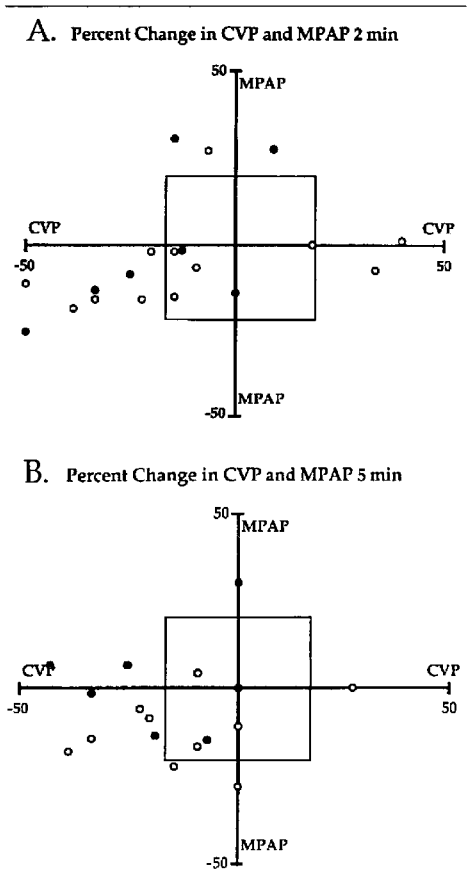 A. Percent Change in CVP and MPAP 2 min
50
MPAP
CVP
CVP
-50
50
MPAP
-50
B. Percent Change in CVP and MPAP 5 min
50
MPAP
CVP
CVP
-50
50
MPAP
-50